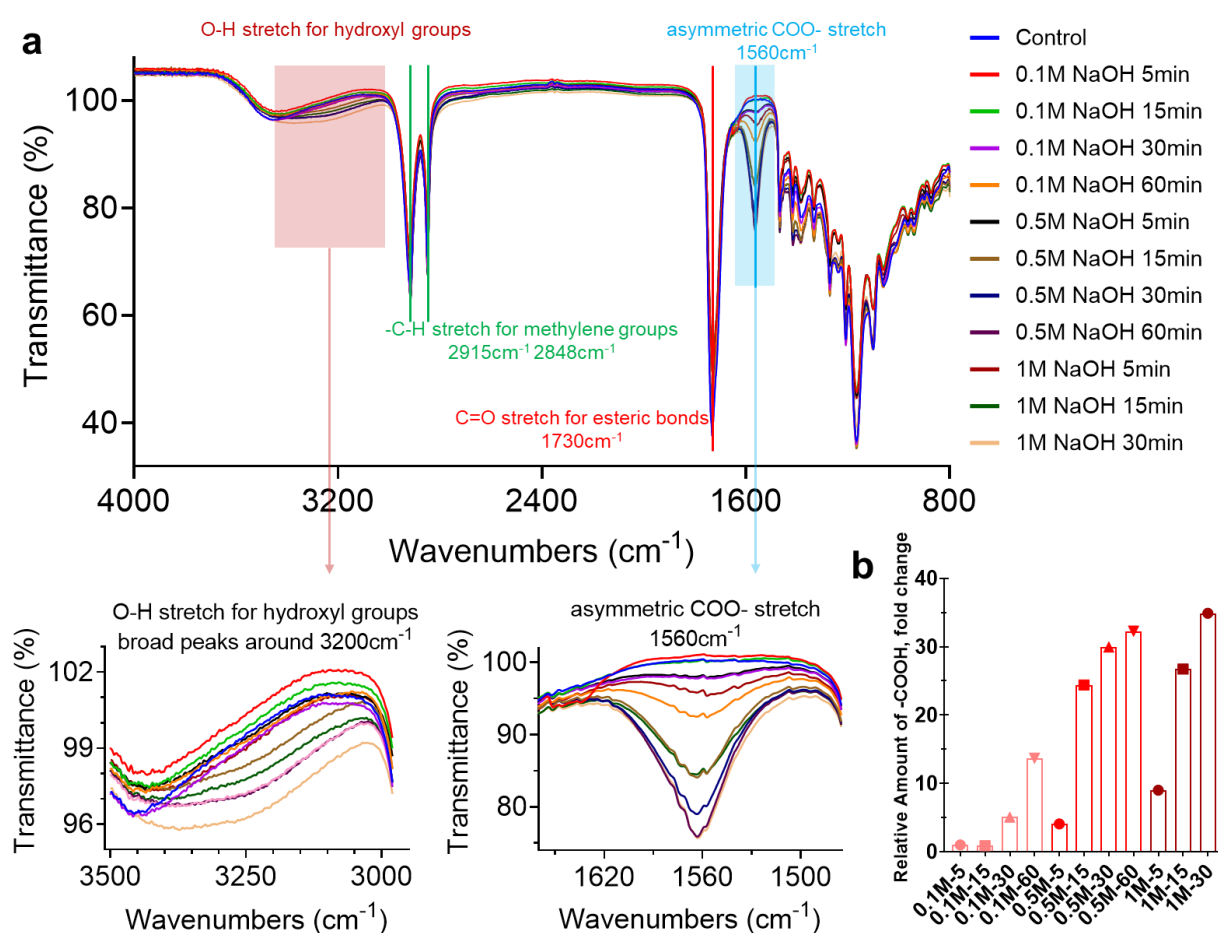 a
O-H stretch for hydroxyl groups
asymmetric COO- stretch
1560cm-1
Transmittance (%)
100
80
60
40
-C-H stretch for methylene groups
2915cm-1 2848cm-1
C=O stretch for esteric bonds
1730cm-1
4000
3200
2400
1600
800
Wavenumbers (cm-1)
Control
0.1M NaOH 5min
0.1M NaOH 15min
0.1M NaOH 30min
0.1M NaOH 60min
0.5M NaOH 5min
0.5M NaOH 15min
0.5M NaOH 30min
0.5M NaOH 60min
1M NaOH 5min
1M NaOH 15min
1M NaOH 30min
O-H stretch for hydroxyl groups
broad peaks around 3200cm-1
Transmittance (%)
102
99
96
3500
3250
3000
Wavenumbers (cm-1)
asymmetric COO- stretch
1560cm-1
Transmittance (%)
100
90
80
1620
1560
1500
Wavenumbers (cm-1)
b
Relative Amount of -COOH, fold change
40
30
20
10
0
0.1M-5
0.1M-15
0.1M-30
0.1M-60
0.5M-5
0.5M-15
0.5M-30
0.5M-60
1M-5
1M-15
1M-30